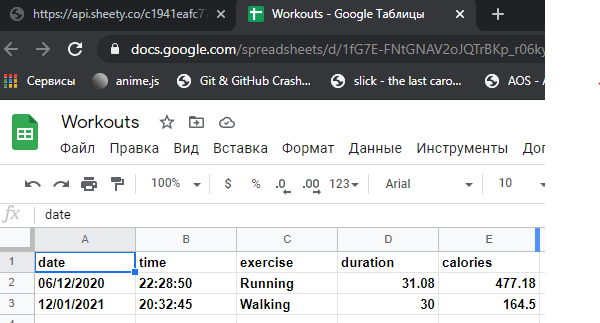 https://api.sheety.co/c1941eafc77
Workouts - Google Таблицы
docs.google.com/spreadsheets/d/1fG7E-FNtGNAV2oJQTrBKp_r06ky
Сервисы anime.js Git & GitHub Crash... slick - the last caro... AOS - A
Workouts
Файл Правка Вид Вставка Формат Данные Инструменты Доп
100% $ % .0 .00 123 Arial 10
fx date
A B C D E
1 date time exercise duration calories
2 06/12/2020 22:28:50 Running 31.08 477.18
3 12/01/2021 20:32:45 Walking 30 164.5